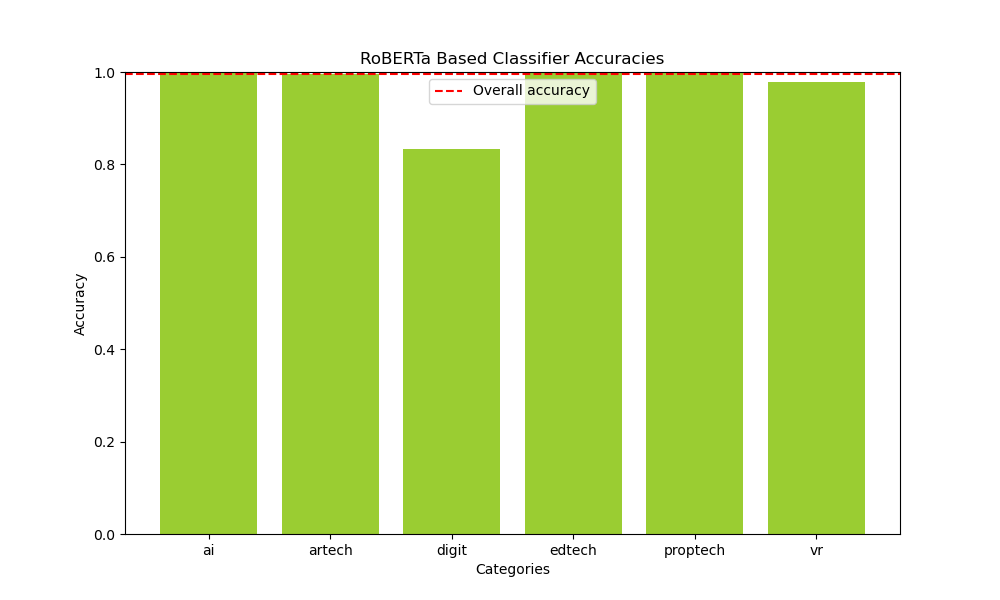 RoBERTa Based Classifier Accuracies
1.0
Overall accuracy
0.8
0.6
Accuracy
0.4
0.2
0.0
ai artech digit edtech proptech vr
Categories